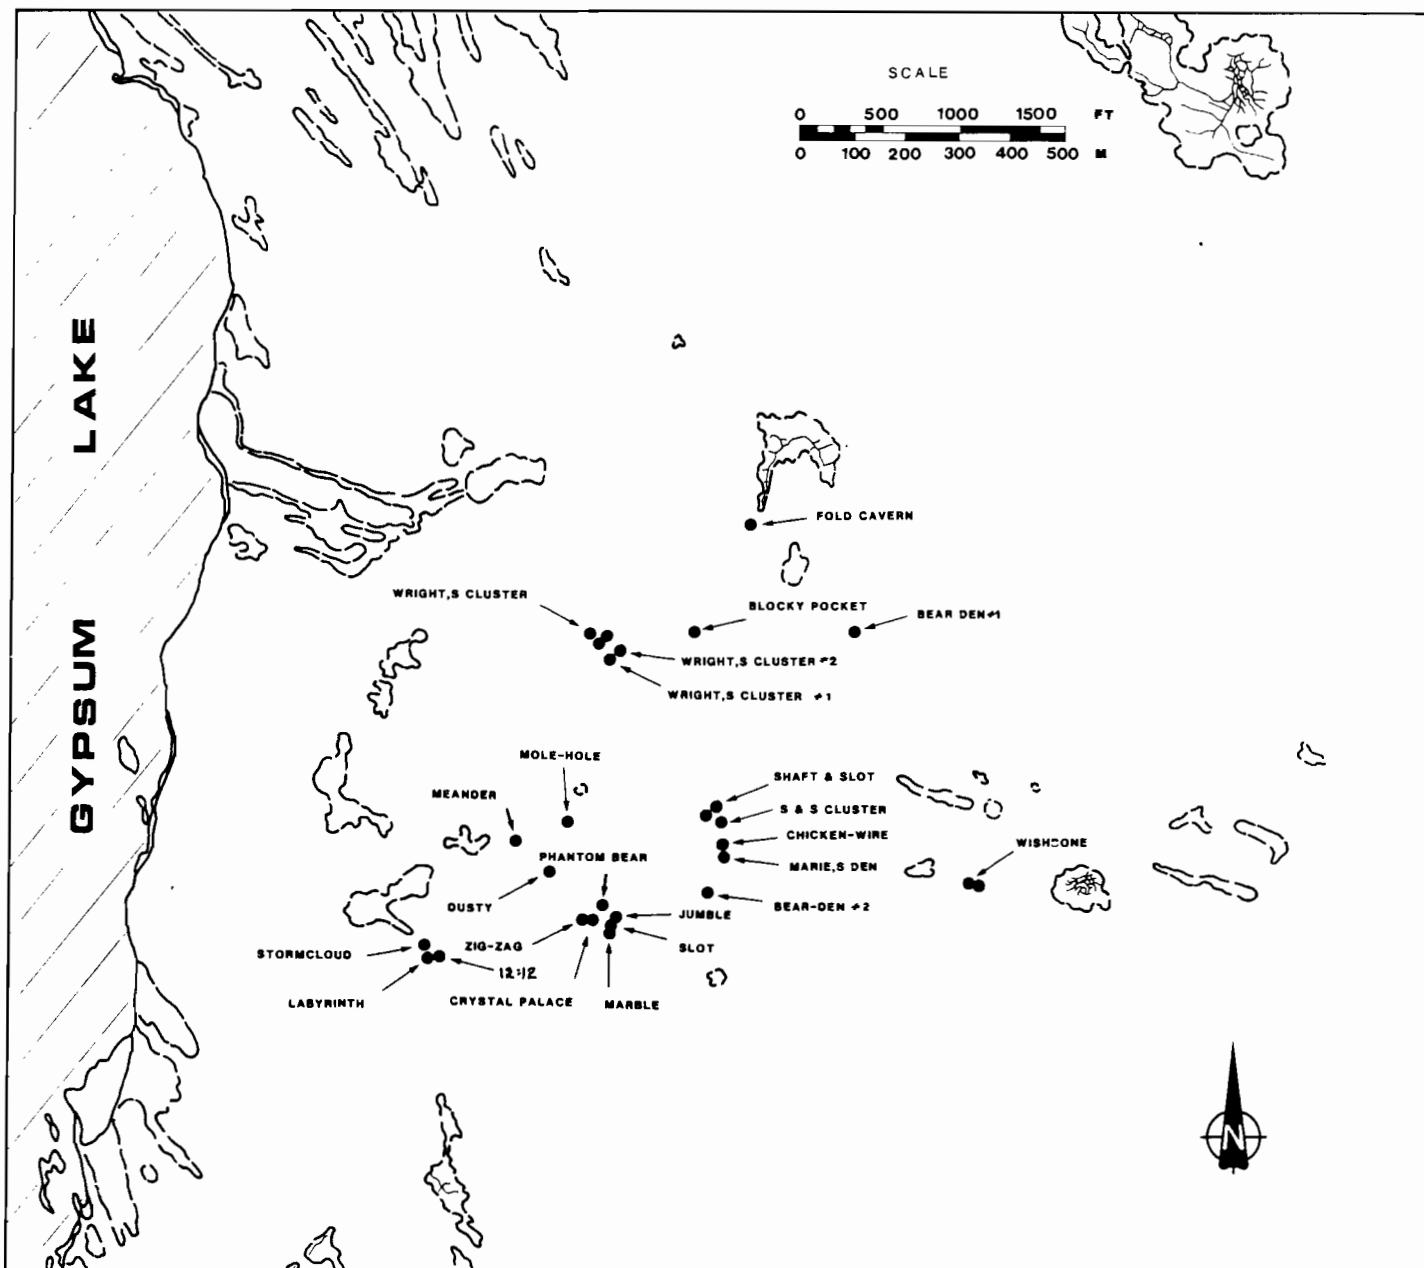 SCALE
0 500 1000 1500 FT
0 100 200 300 400 500 M
GYPSUM LAKE
FOLD CAVERN
WRIGHT,S CLUSTER
BLOCKY POCKET
BEAR DEN #1
WRIGHT,S CLUSTER #2
WRIGHT,S CLUSTER #1
MOLE-HOLE
MEANDER
SHAFT & SLOT
S & S CLUSTER
CHICKEN-WIRE
WISHBONE
PHANTOM BEAR
MARIE,S DEN
DUSTY
BEAR-DEN #2
JUMBLE
ZIG-ZAG
SLOT
STORMCLOUD
12:12
LABYRINTH
CRYSTAL PALACE
MARBLE
N